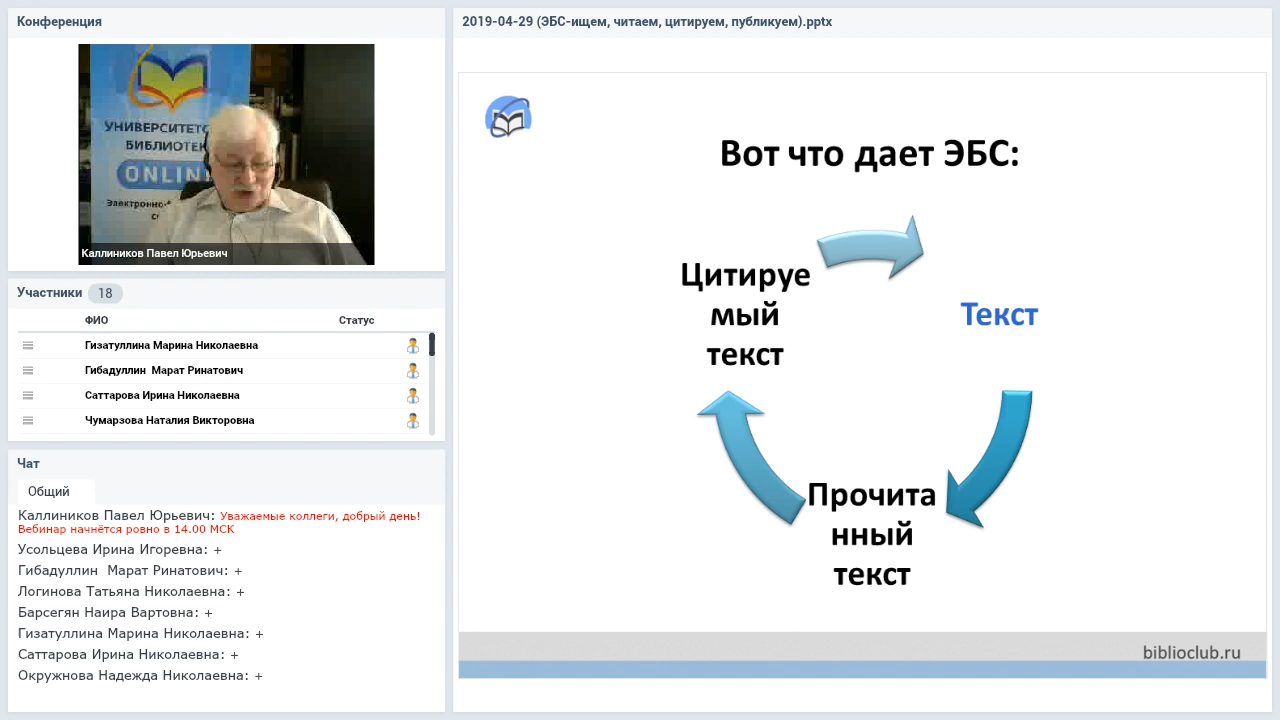 Конференция
УНИВЕРСИТЕТС
БИБЛИОТЕК
ONLIN
Каллиников Павел Юрьевич
Участники 18
ФИО Статус
Гизатуллина Марина Николаевна
Гибадуллин Марат Ринатович
Саттарова Ирина Николаевна
Чумарзова Наталия Викторовна
Чат
Общий
Каллиников Павел Юрьевич: Уважаемые коллеги, добрый день!
Вебинар начнётся ровно в 14.00 МСК
Усольцева Ирина Игоревна: +
Гибадуллин Марат Ринатович: +
Логинова Татьяна Николаевна: +
Барсегян Наира Вартовна: +
Гизатуллина Марина Николаевна: +
Саттарова Ирина Николаевна: +
Окружнова Надежда Николаевна: +
2019-04-29 (ЭБС-ищем, читаем, цитируем, публикуем).pptx
Вот что дает ЭБС:
Цитируе
мый
текст
Текст
Прочита
нный
текст
biblioclub.ru